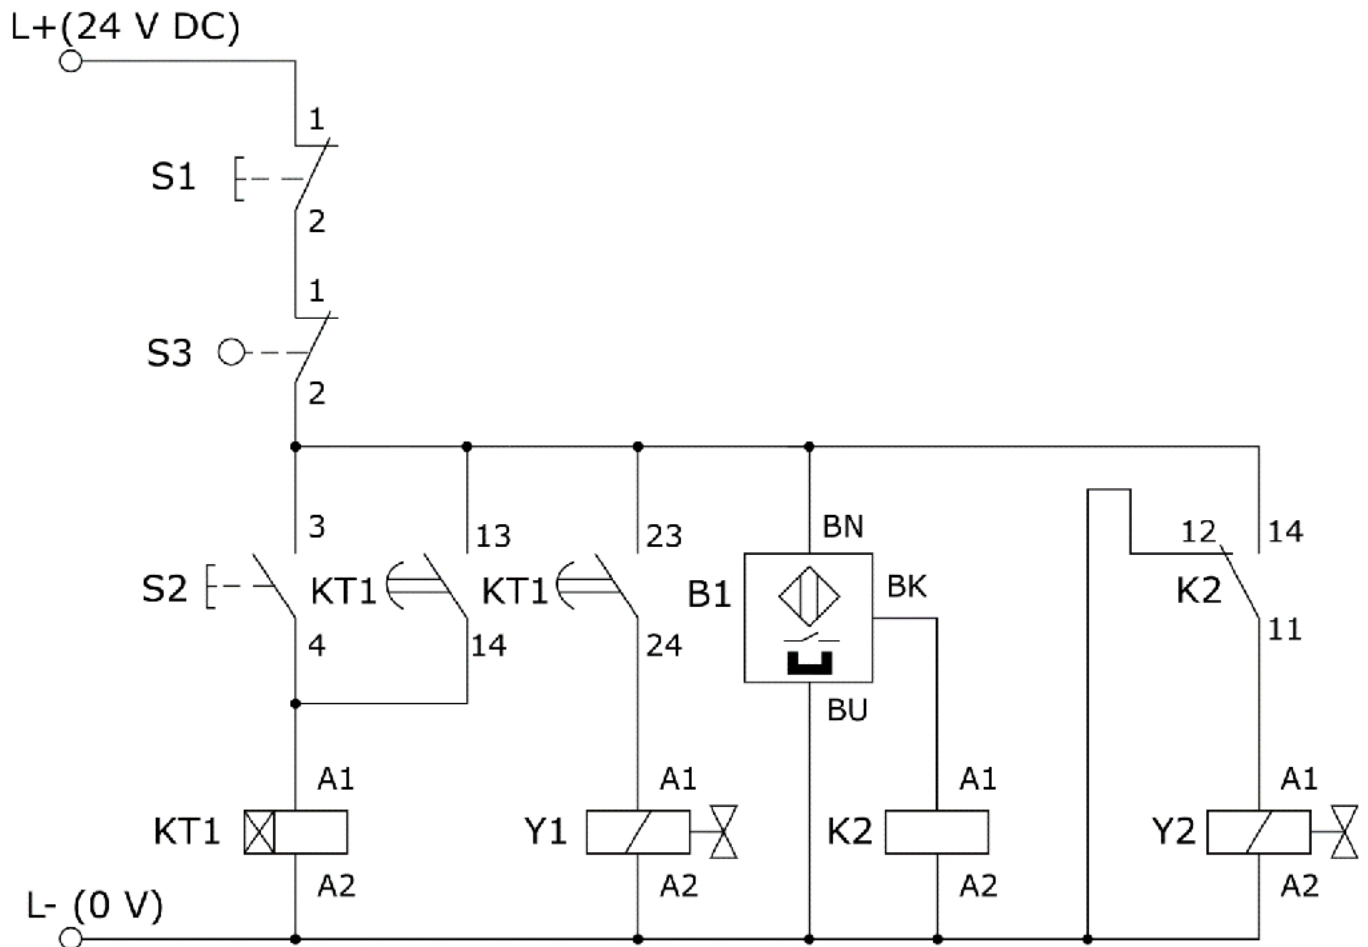 L+(24 V DC)
1
S1
2
1
S3
2
3
13
23
BN
12
14
S2
KT1
KT1
B1
BK
K2
4
14
24
11
BU
A1
A1
A1
A1
KT1
Y1
K2
Y2
A2
A2
A2
A2
L- (0 V)